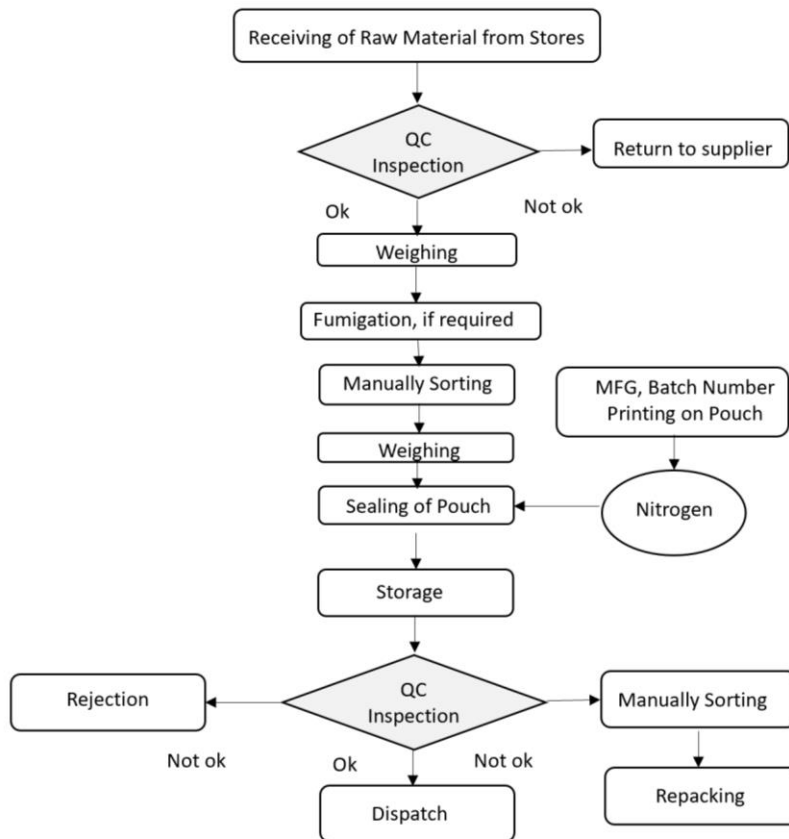 Receiving of Raw Material from Stores
QC
Inspection
Return to supplier
Ok
Not ok
Weighing
Fumigation, if required
Manually Sorting
MFG, Batch Number
Printing on Pouch
Weighing
Sealing of Pouch
Nitrogen
Storage
Rejection
QC
Inspection
Manually Sorting
Not ok
Ok
Not ok
Dispatch
Repacking